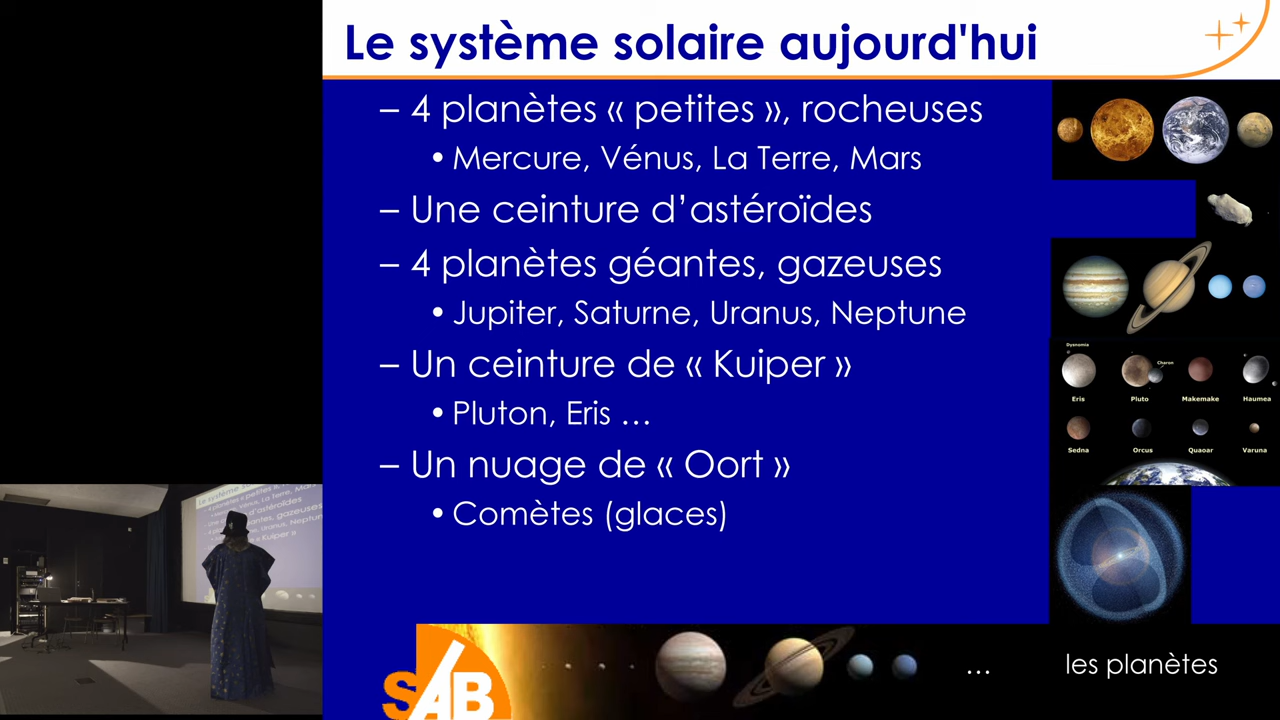 Le système solaire aujourd'hui
– 4 planètes « petites », rocheuses
• Mercure, Vénus, La Terre, Mars
– Une ceinture d’astéroïdes
– 4 planètes géantes, gazeuses
• Jupiter, Saturne, Uranus, Neptune
– Un ceinture de « Kuiper »
• Pluton, Eris …
– Un nuage de « Oort »
• Comètes (glaces)
Dysnomia
Charon
Eris Pluto Makemake Haumea
Sedna Orcus Quaoar Varuna
SAB
… les planètes